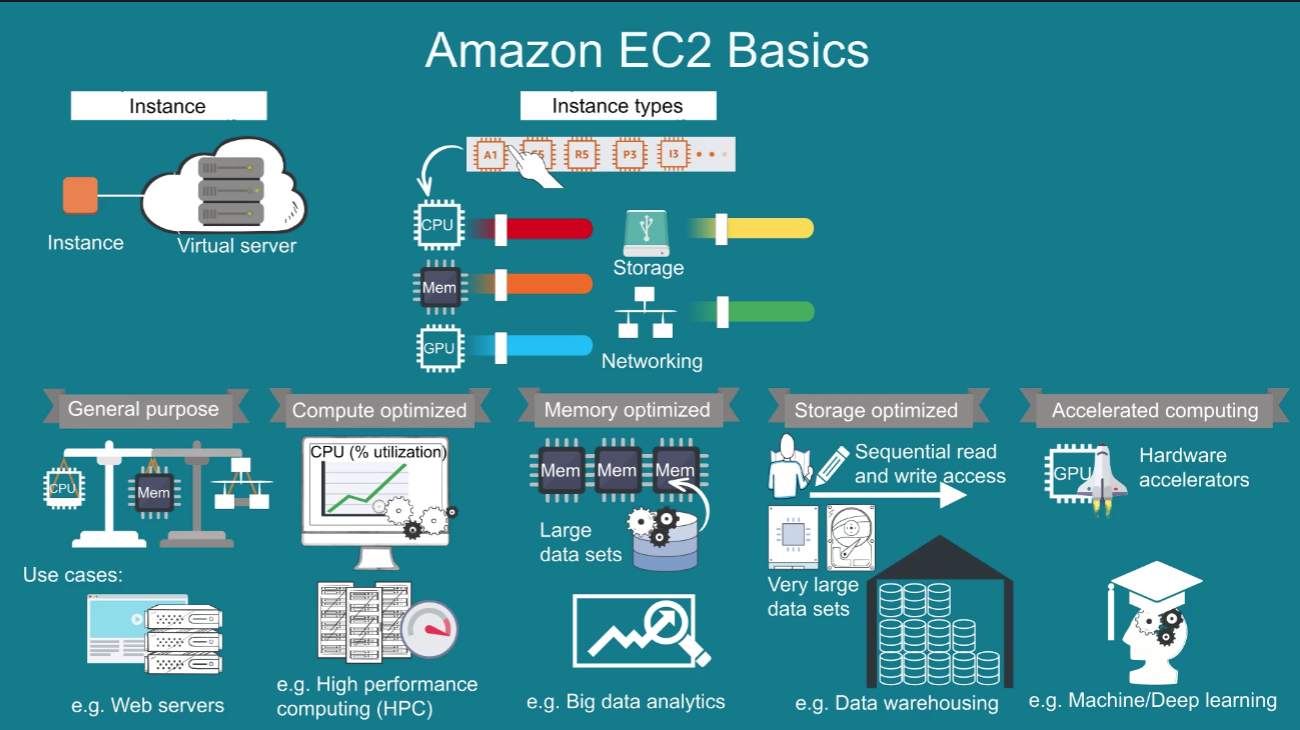 Amazon EC2 Basics
Instance
Instance types
A1
C5
R5
P3
I3
Instance
Virtual server
CPU
Mem
GPU
Storage
Networking
General purpose
CPU
Mem
Use cases:
e.g. Web servers
Compute optimized
CPU (% utilization)
e.g. High performance
computing (HPC)
Memory optimized
Mem
Mem
Mem
Large
data sets
e.g. Big data analytics
Storage optimized
Sequential read
and write access
Very large
data sets
e.g. Data warehousing
Accelerated computing
GPU
Hardware
accelerators
e.g. Machine/Deep learning